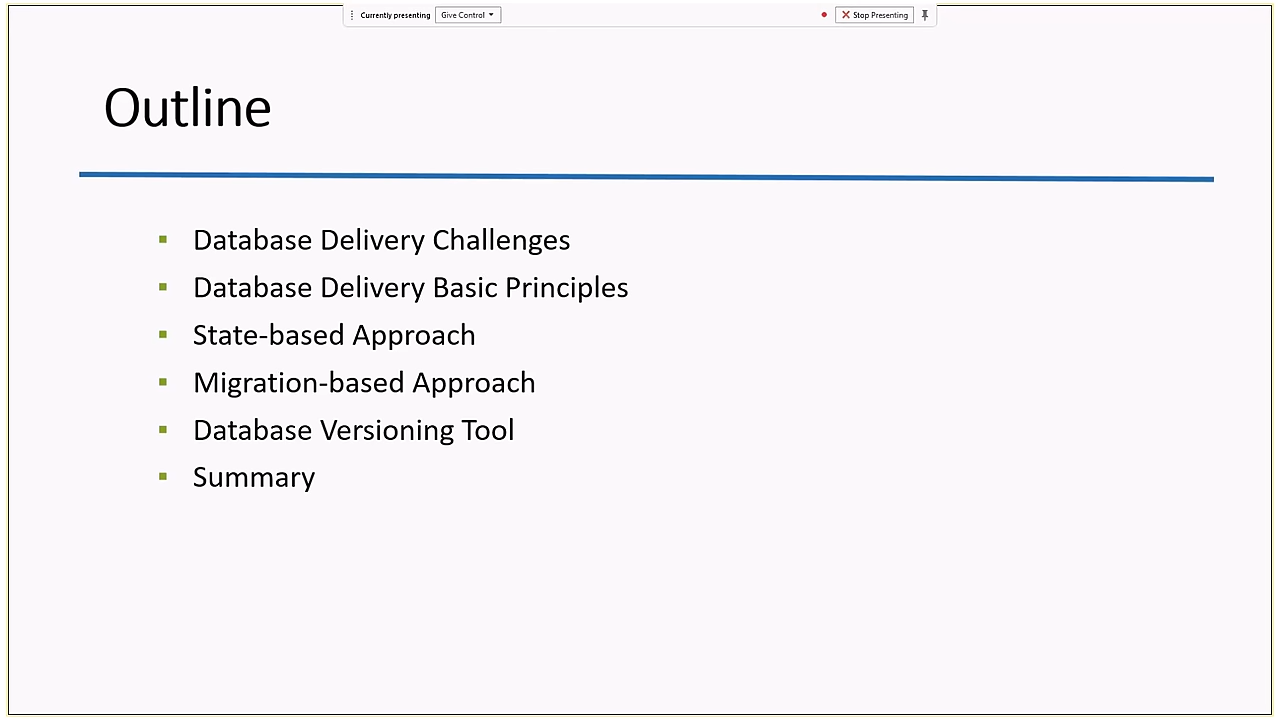 Currently presenting Give Control Stop Presenting
Outline
Database Delivery Challenges
Database Delivery Basic Principles
State-based Approach
Migration-based Approach
Database Versioning Tool
Summary